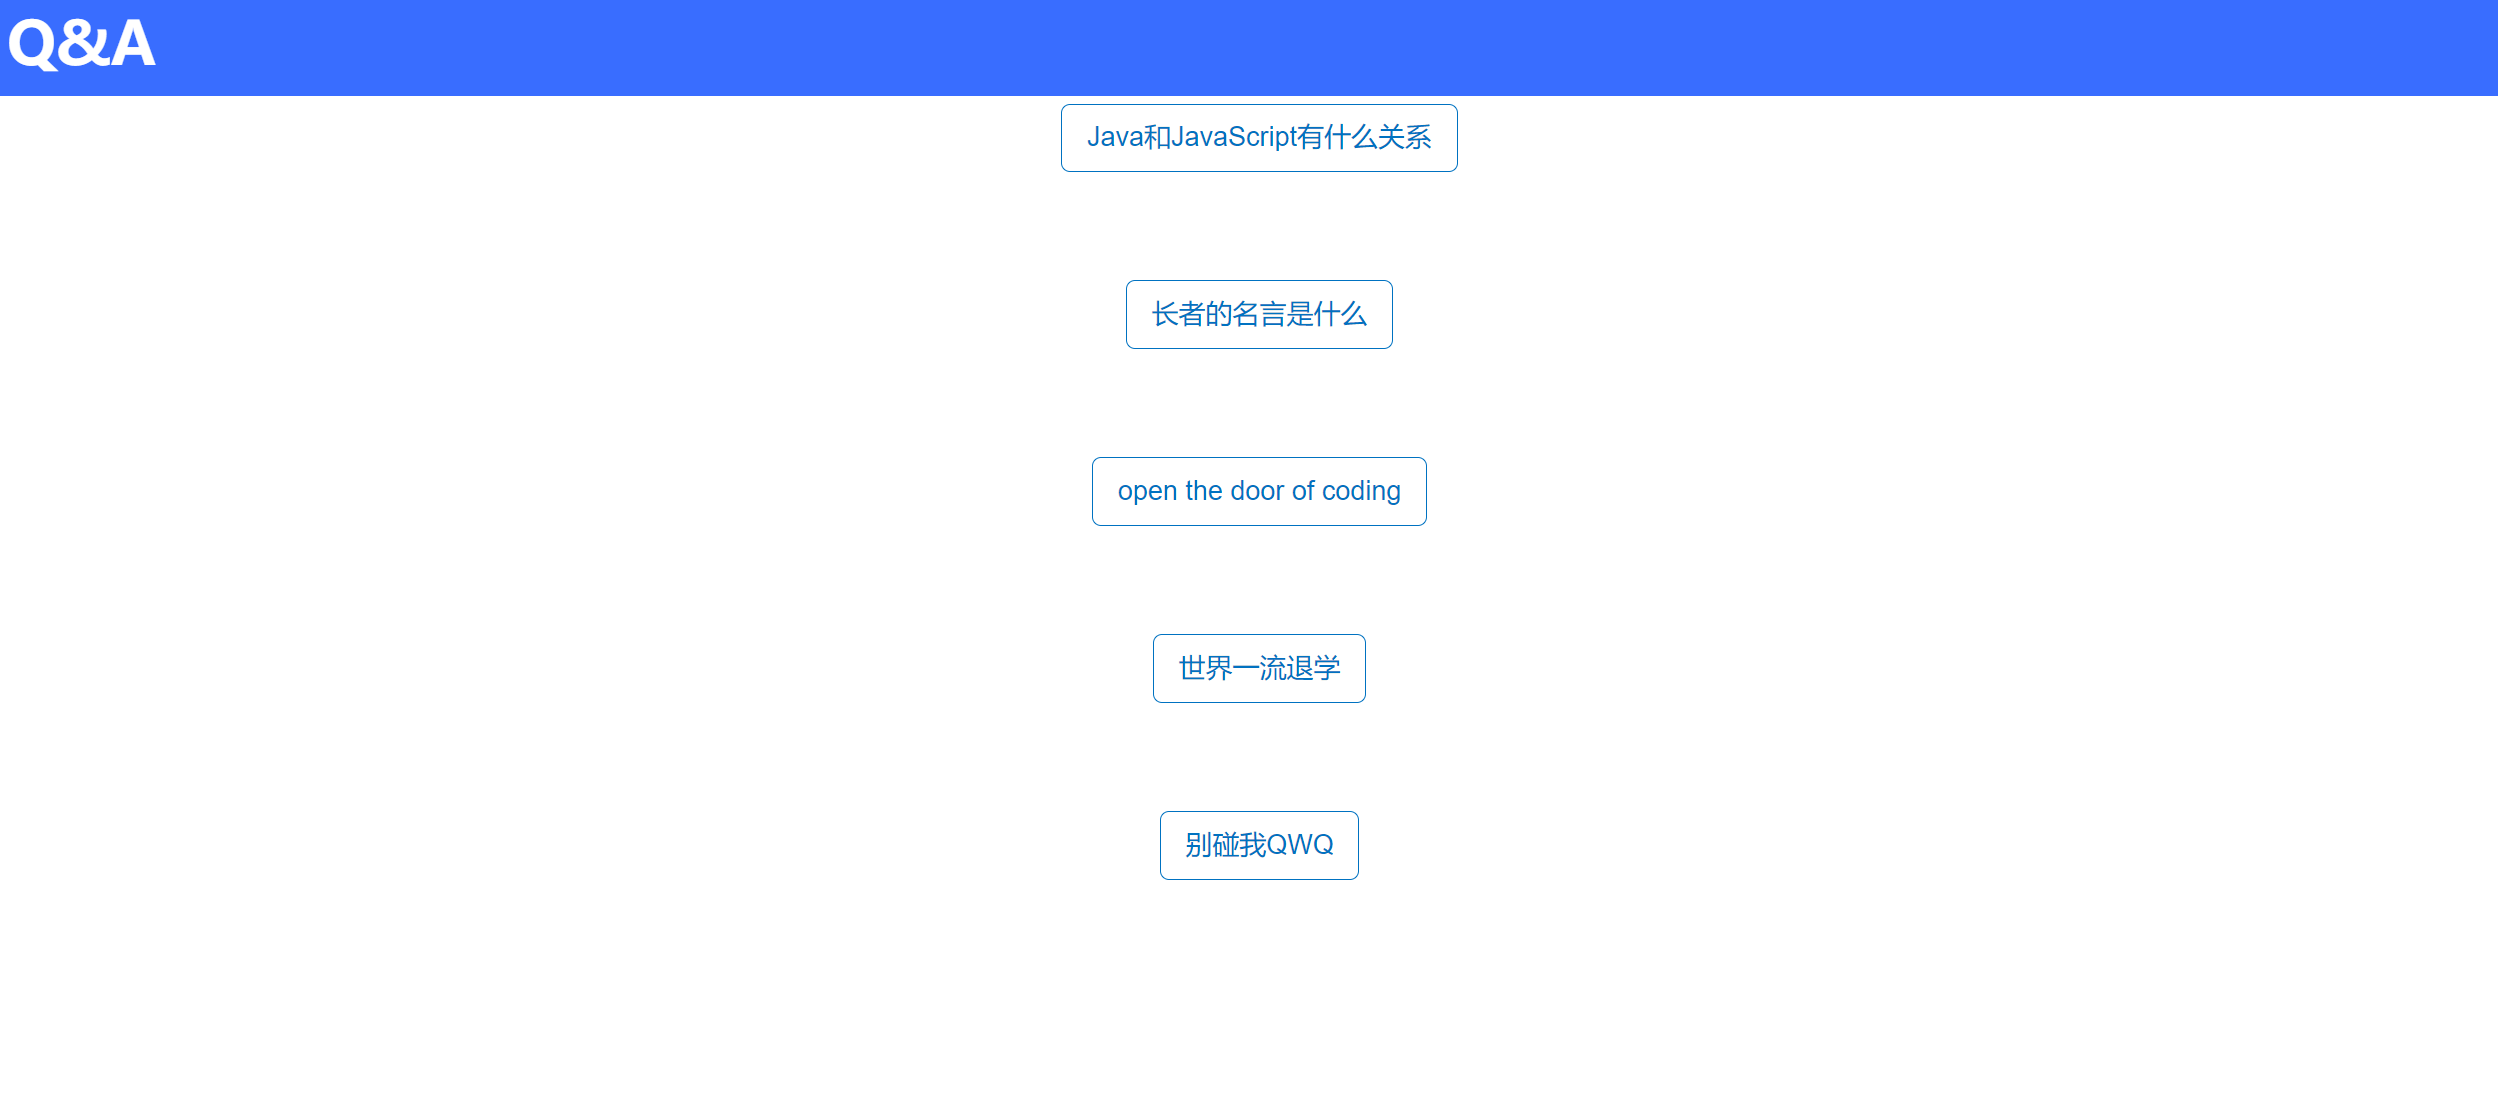 Q&A
Java和JavaScript有什么关系
长者的名言是什么
open the door of coding
世界一流退学
别碰我QWQ